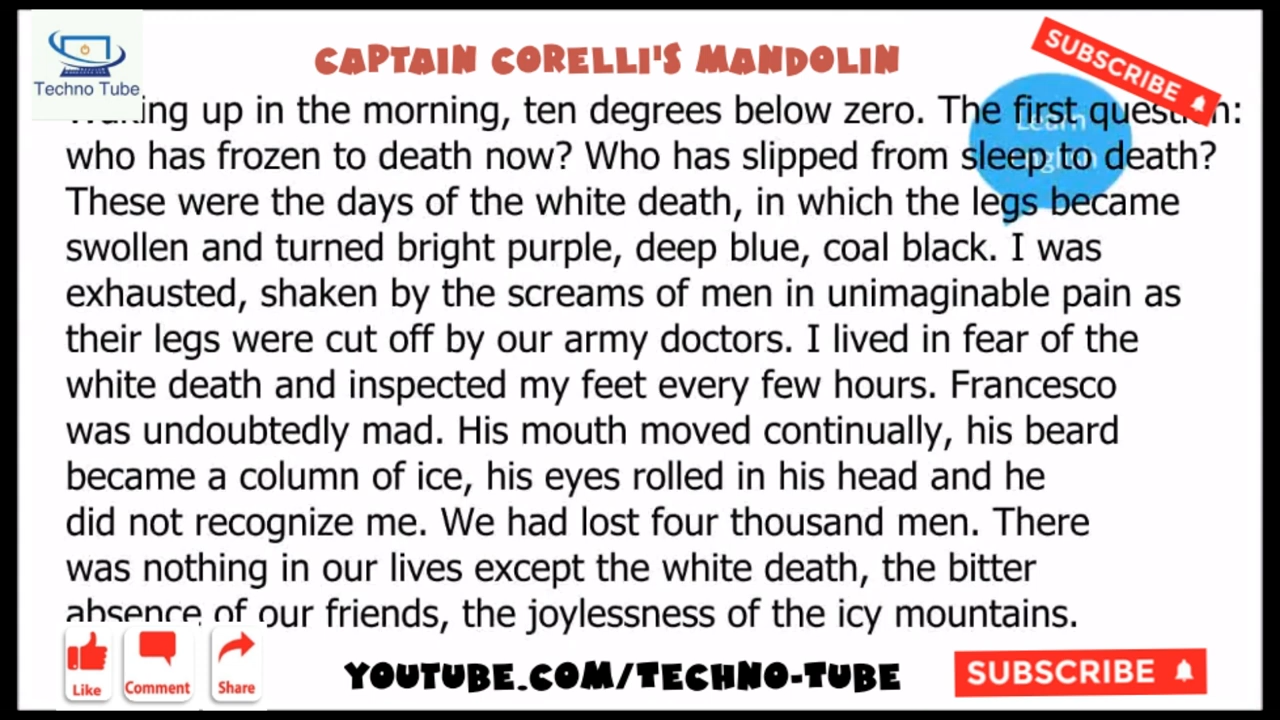 CAPTAIN CORELLI'S MANDOLIN
SUBSCRIBE
Techno Tube
Waking up in the morning, ten degrees below zero. The first question:
Learn
English
who has frozen to death now? Who has slipped from sleep to death?
These were the days of the white death, in which the legs became
swollen and turned bright purple, deep blue, coal black. I was
exhausted, shaken by the screams of men in unimaginable pain as
their legs were cut off by our army doctors. I lived in fear of the
white death and inspected my feet every few hours. Francesco
was undoubtedly mad. His mouth moved continually, his beard
became a column of ice, his eyes rolled in his head and he
did not recognize me. We had lost four thousand men. There
was nothing in our lives except the white death, the bitter
absence of our friends, the joylessness of the icy mountains.
Like
Comment
Share
YOUTUBE.COM/TECHNO-TUBE
SUBSCRIBE